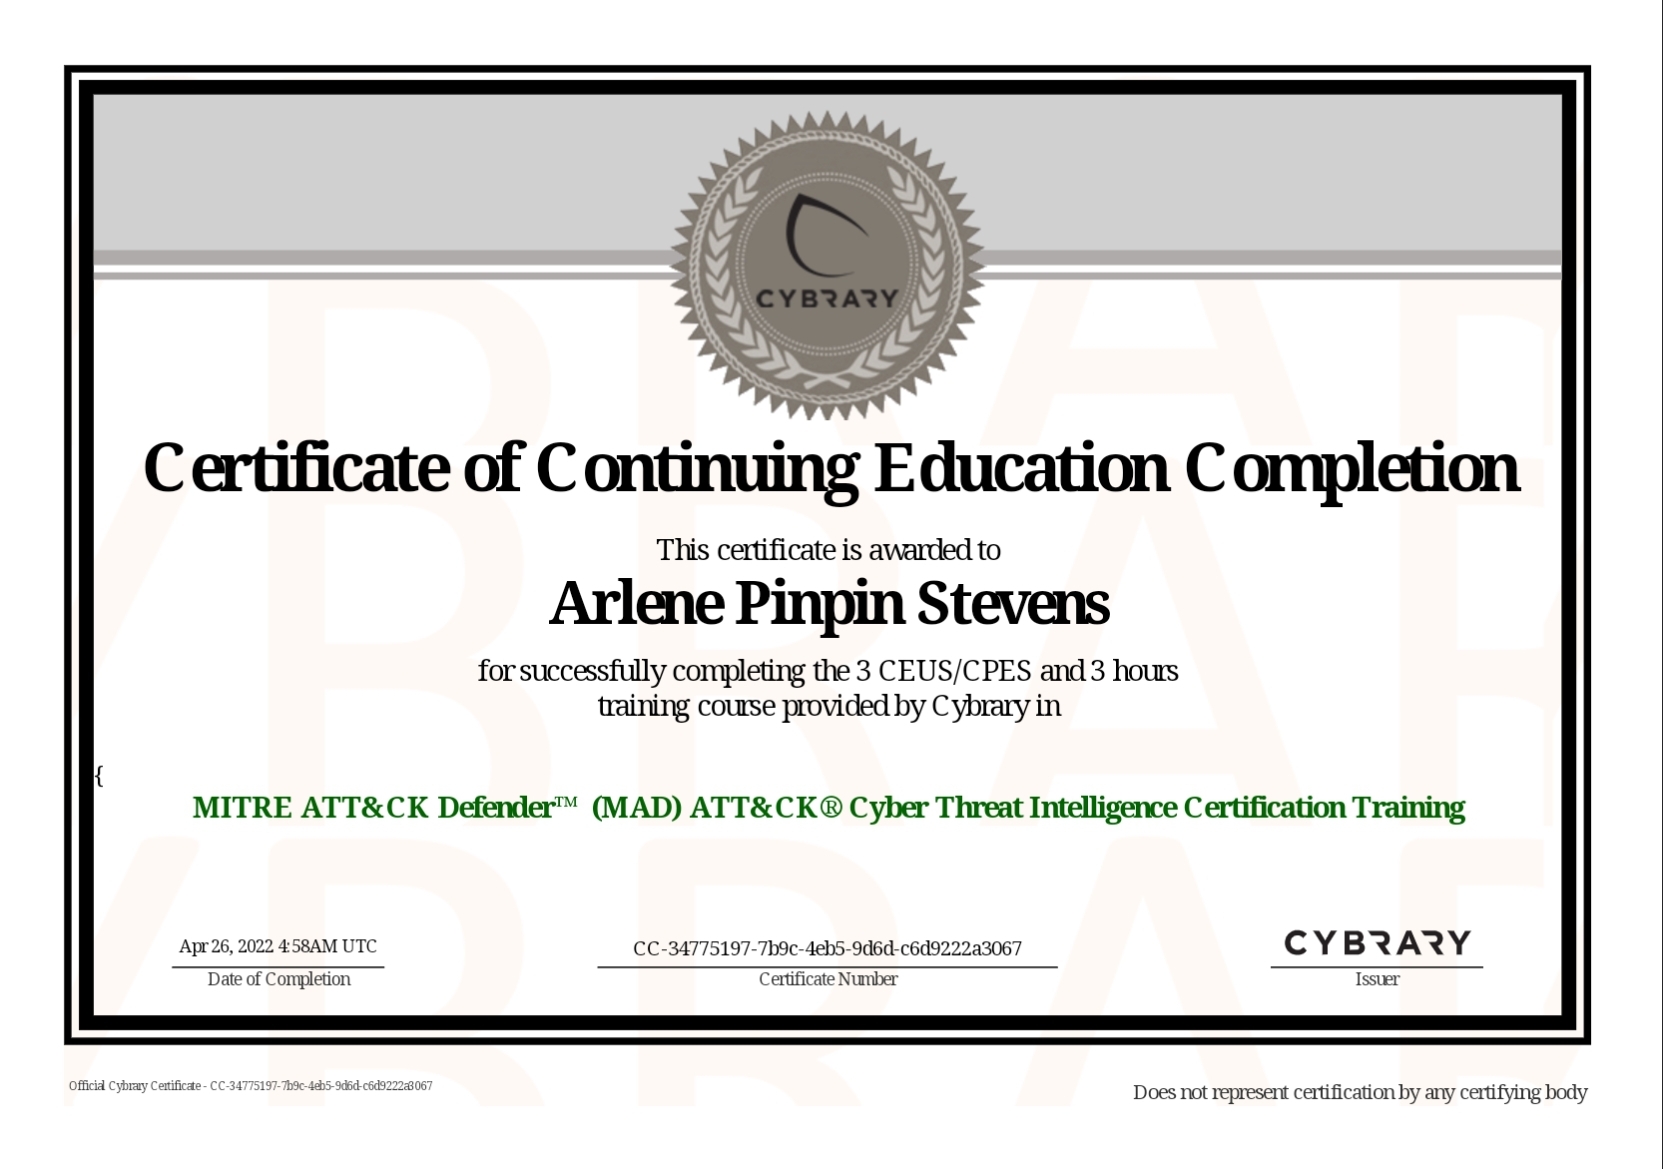 CYBRARY
Certificate of Continuing Education Completion
This certificate is awarded to
Arlene Pinpin Stevens
for successfully completing the 3 CEUS/CPES and 3 hours
training course provided by Cybrary in
{
MITRE ATT&CK Defender™ (MAD) ATT&CK® Cyber Threat Intelligence Certification Training
Apr 26, 2022 4:58AM UTC
Date of Completion
CC-34775197-7b9c-4eb5-9d6d-c6d9222a3067
Certificate Number
CYBRARY
Issuer
Official Cybrary Certificate - CC-34775197-7b9c-4eb5-9d6d-c6d9222a3067
Does not represent certification by any certifying body